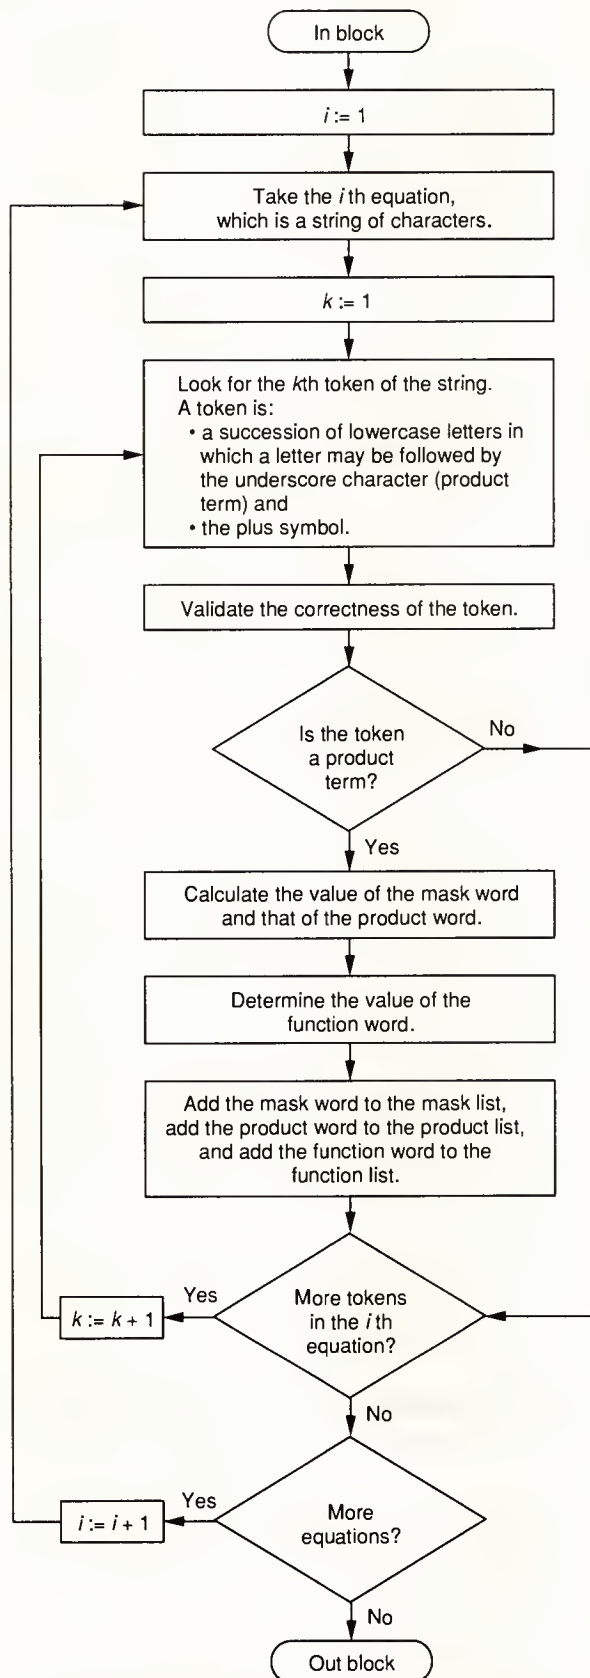 In block
i := 1
Take the ith equation,
which is a string of characters.
k := 1
Look for the kth token of the string.
A token is:
• a succession of lowercase letters in
which a letter may be followed by
the underscore character (product
term) and
• the plus symbol.
Validate the correctness of the token.
Is the token
a product
term?
No
Yes
Calculate the value of the mask word
and that of the product word.
Determine the value of the
function word.
Add the mask word to the mask list,
add the product word to the product list,
and add the function word to the
function list.
More tokens
in the ith
equation?
Yes
k := k + 1
No
More
equations?
Yes
i := i + 1
No
Out block